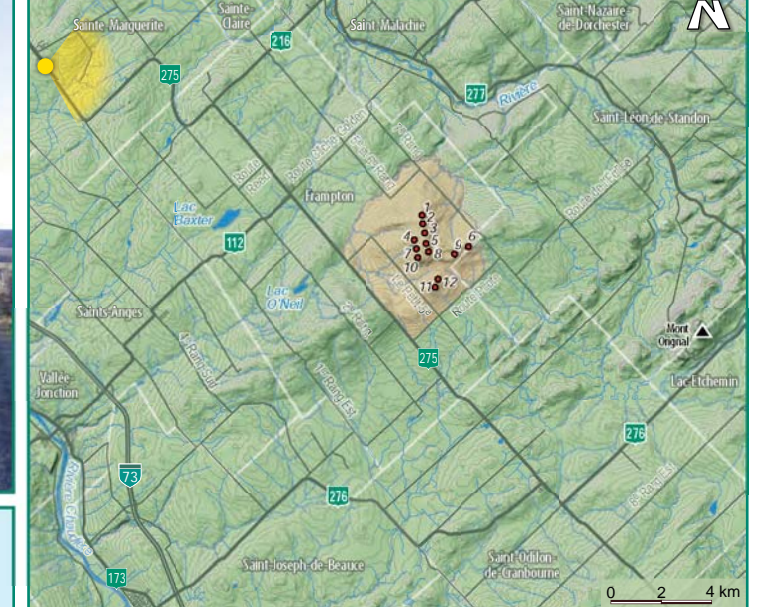 Sainte-Marguerite
Sainte-
Claire
Saint-Malachie
Saint-Nazaire-
de-Dorchester
N
216
275
277
Rivière
Saint-Léon-de-Standon
Route
Frampton
Lac
Baxter
112
1
2
3
4
5
6
7
8
9
10
11
12
Lac
O'Neil
Saints-Anges
275
Mont
Orignal
Lac-Etchemin
Vallée-
Jonction
1er Rang Est
276
73
276
Rivière Chaudière
Saint-Joseph-de-Beauce
Saint-Odilon-
de-Cranbourne
173
0 2 4 km